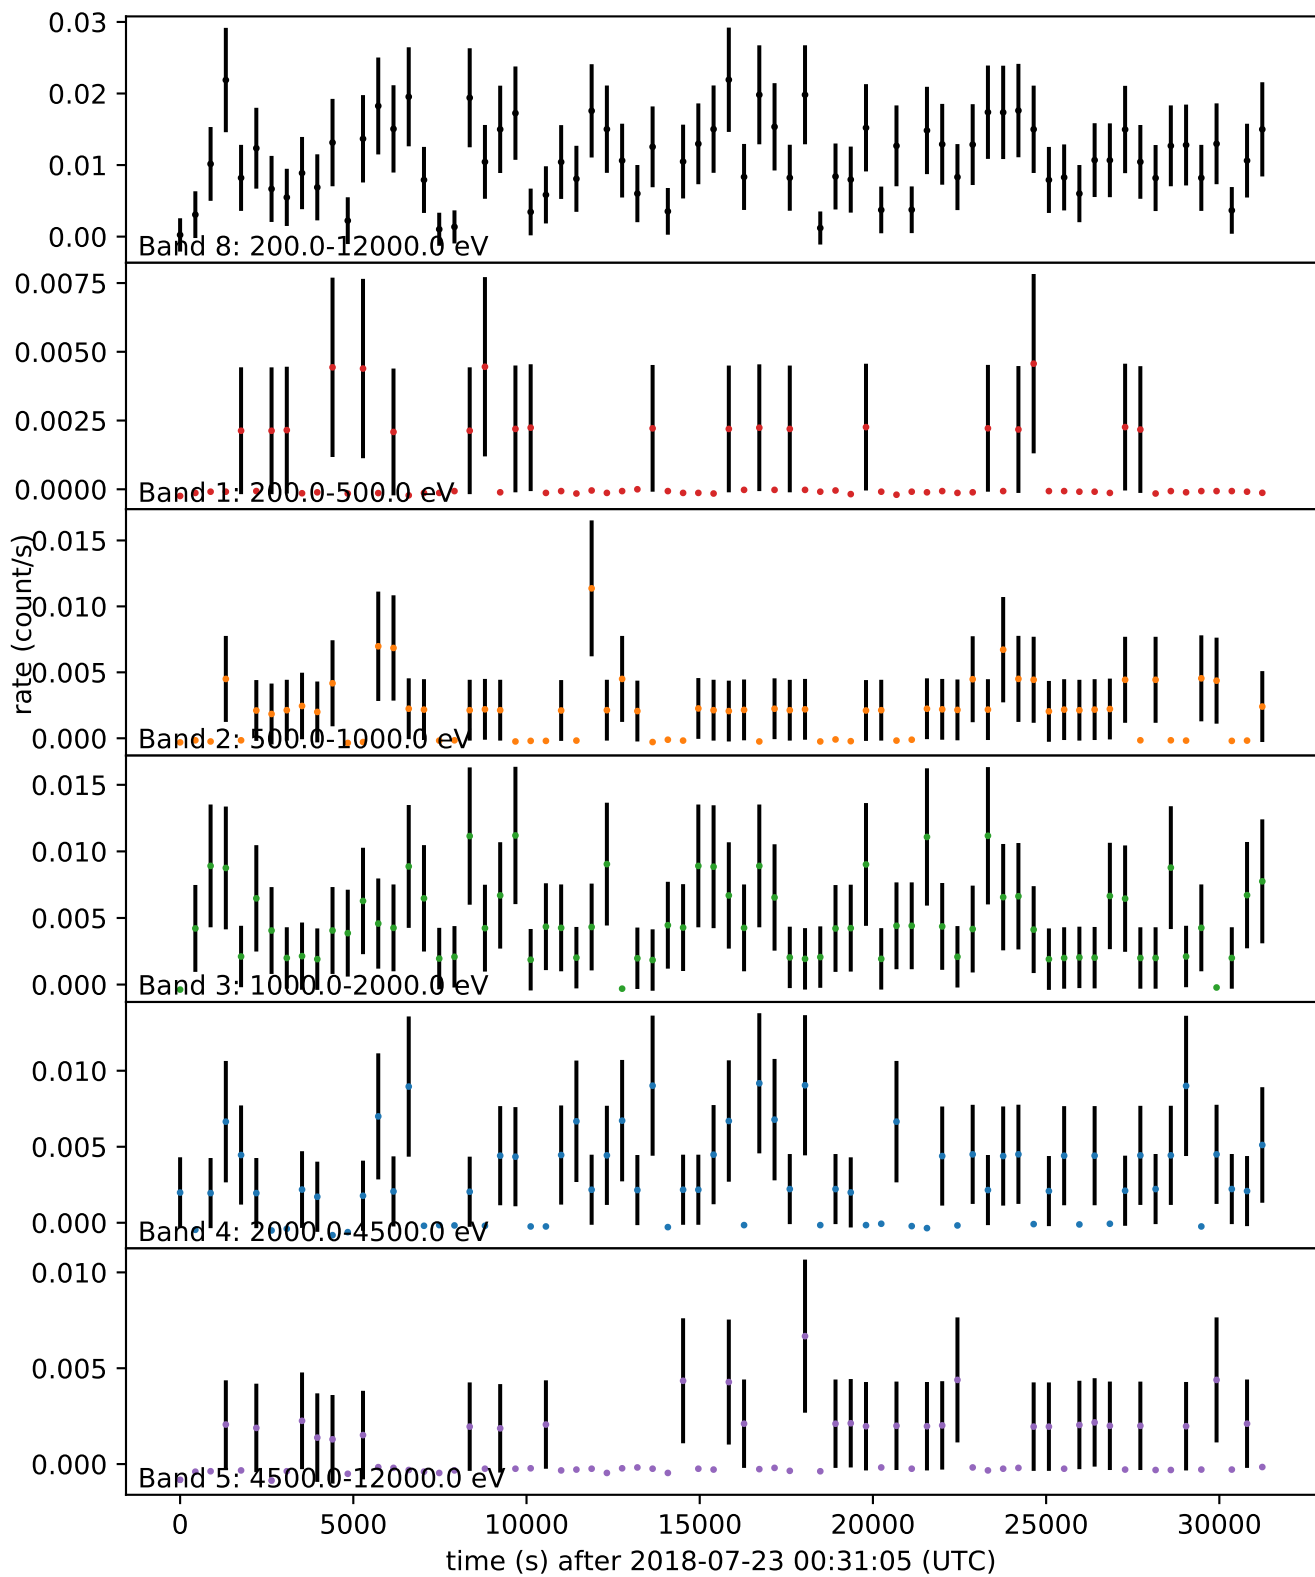 0.03
0.02
0.01
0.00
Band 8: 200.0-12000.0 eV
0.0075
0.0050
0.0025
0.0000
Band 1: 200.0-500.0 eV
rate (count/s)
0.015
0.010
0.005
0.000
Band 2: 500.0-1000.0 eV
0.015
0.010
0.005
0.000
Band 3: 1000.0-2000.0 eV
0.010
0.005
0.000
Band 4: 2000.0-4500.0 eV
0.010
0.005
0.000
Band 5: 4500.0-12000.0 eV
0 5000 10000 15000 20000 25000 30000
time (s) after 2018-07-23 00:31:05 (UTC)